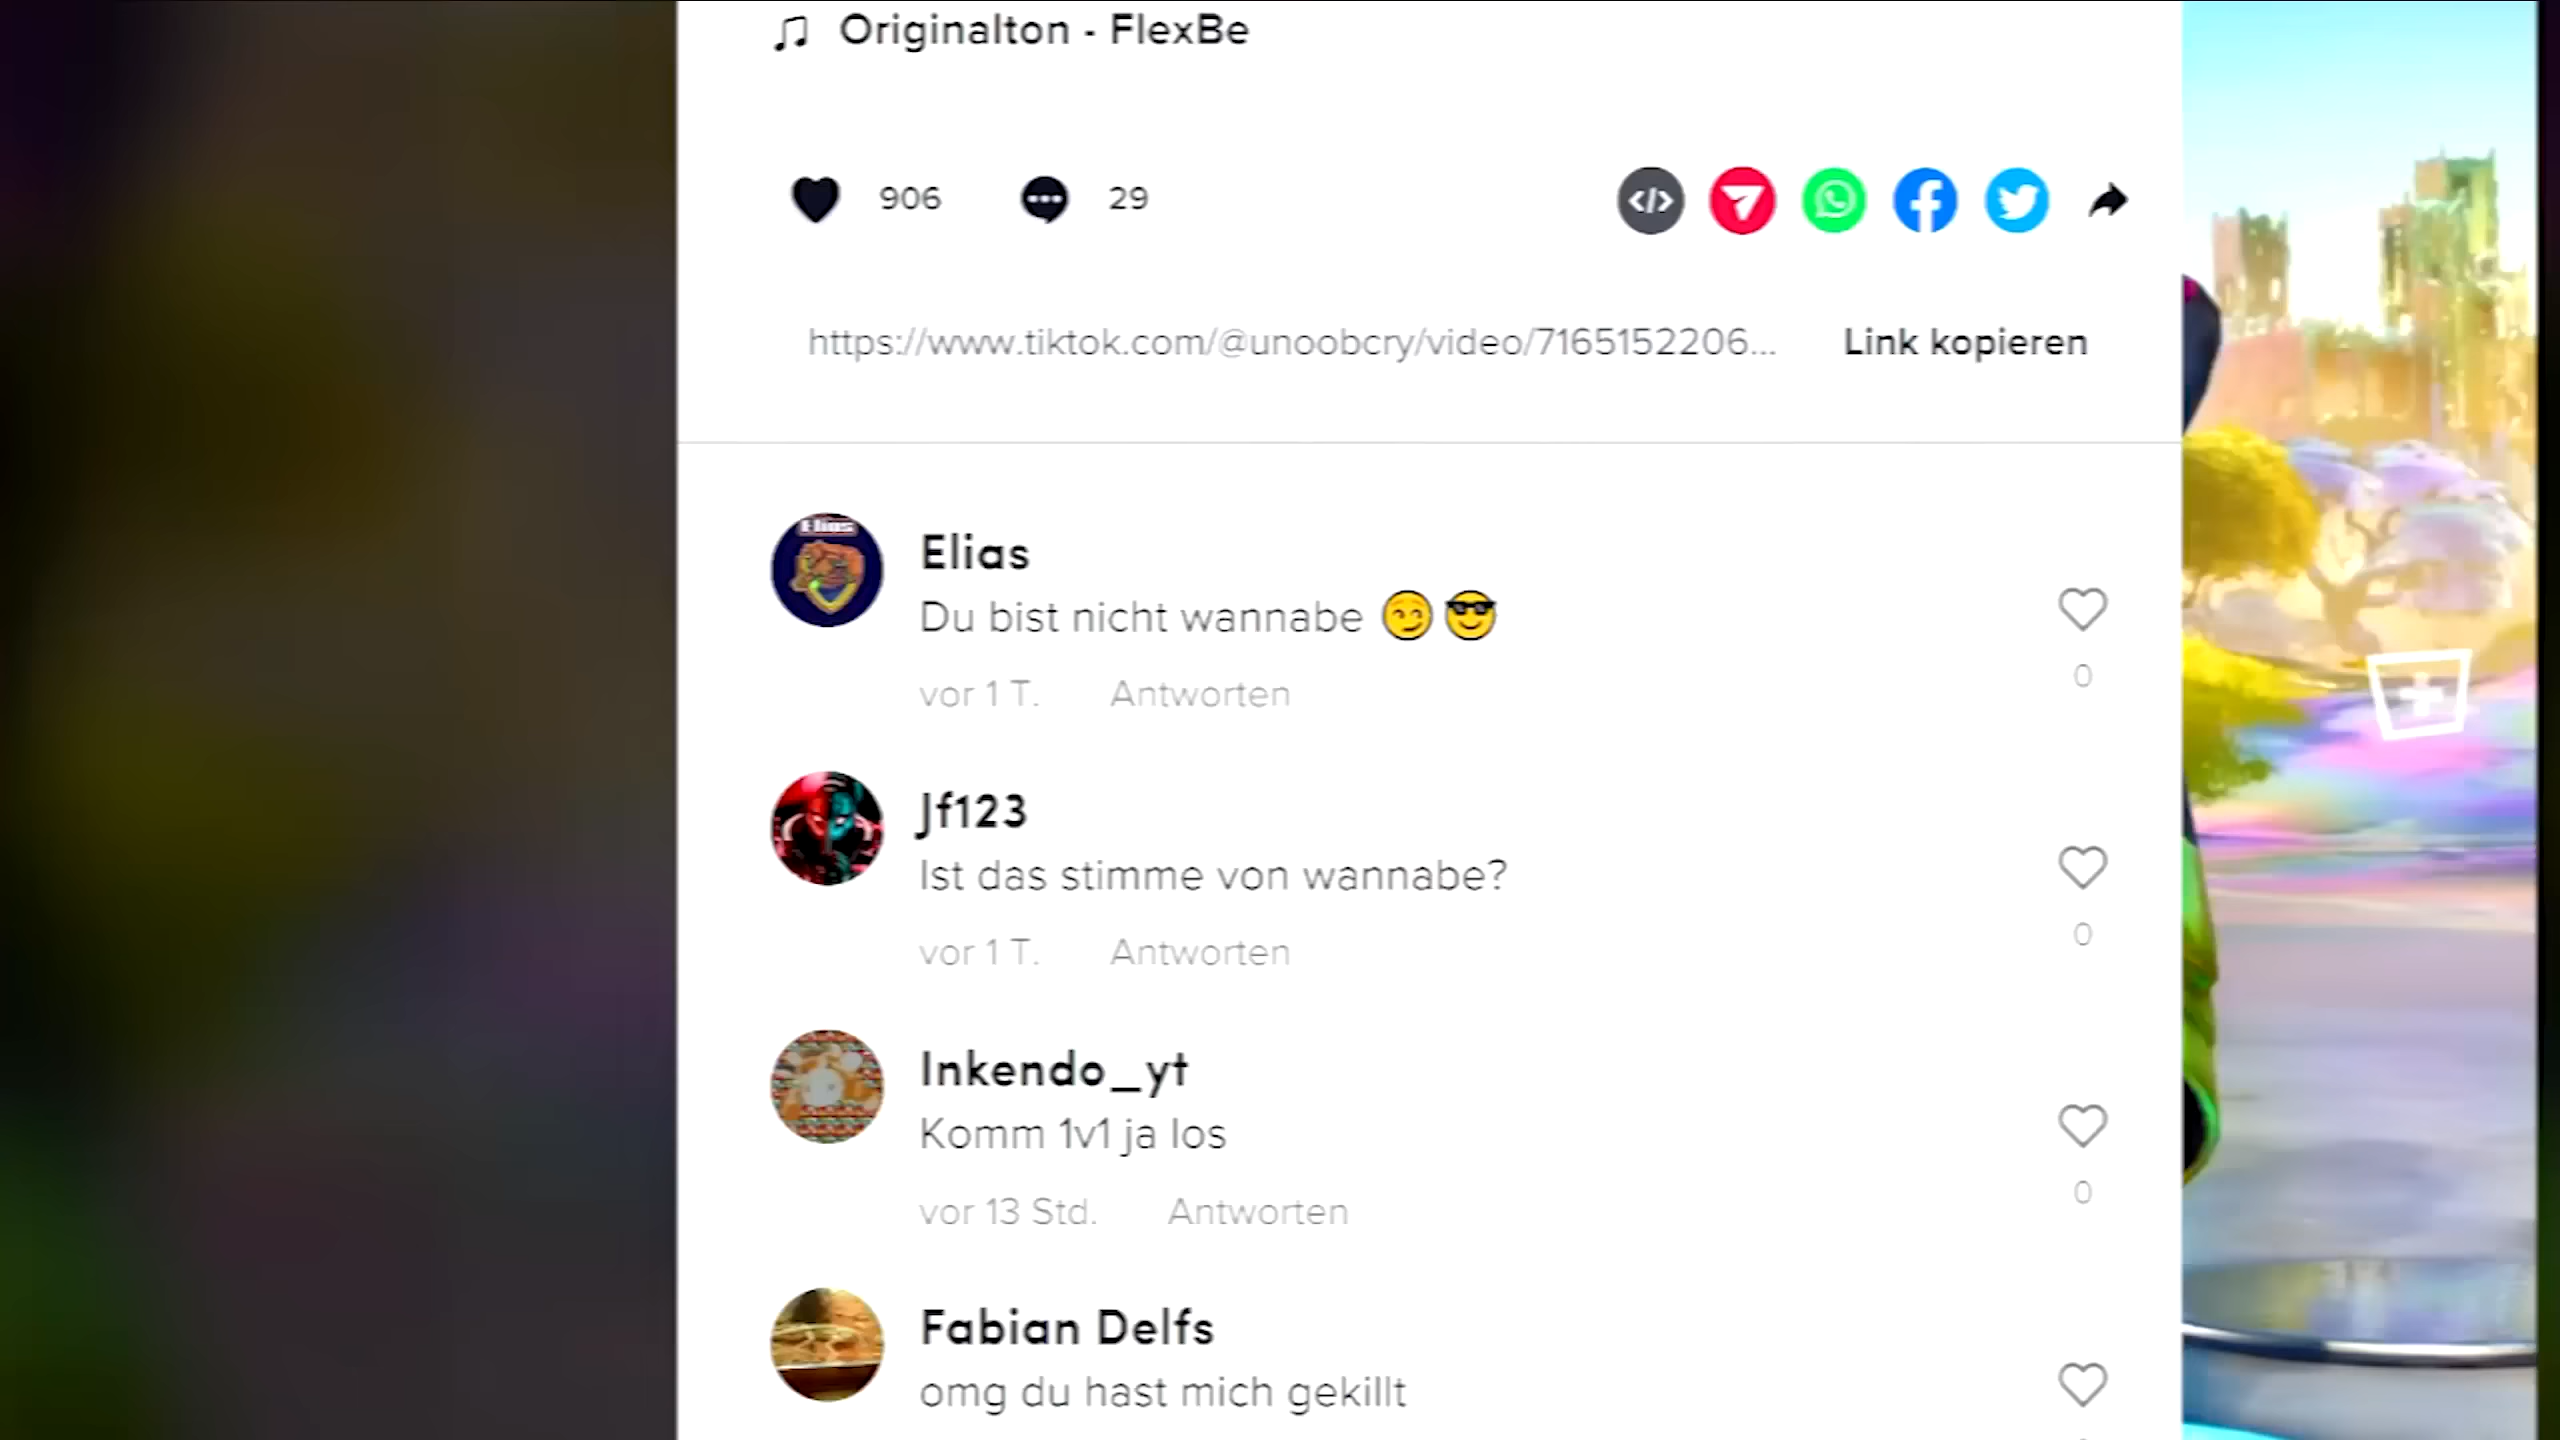 Originalton - FlexBe
906 29
https://www.tiktok.com/@unoobcry/video/7165152206... Link kopieren
Elias
Elias
Du bist nicht wannabe 😏😎
0
vor 1 T. Antworten
Jf123
Ist das stimme von wannabe?
0
vor 1 T. Antworten
Inkendo_yt
Komm 1v1 ja los
0
vor 13 Std. Antworten
Fabian Delfs
omg du hast mich gekillt